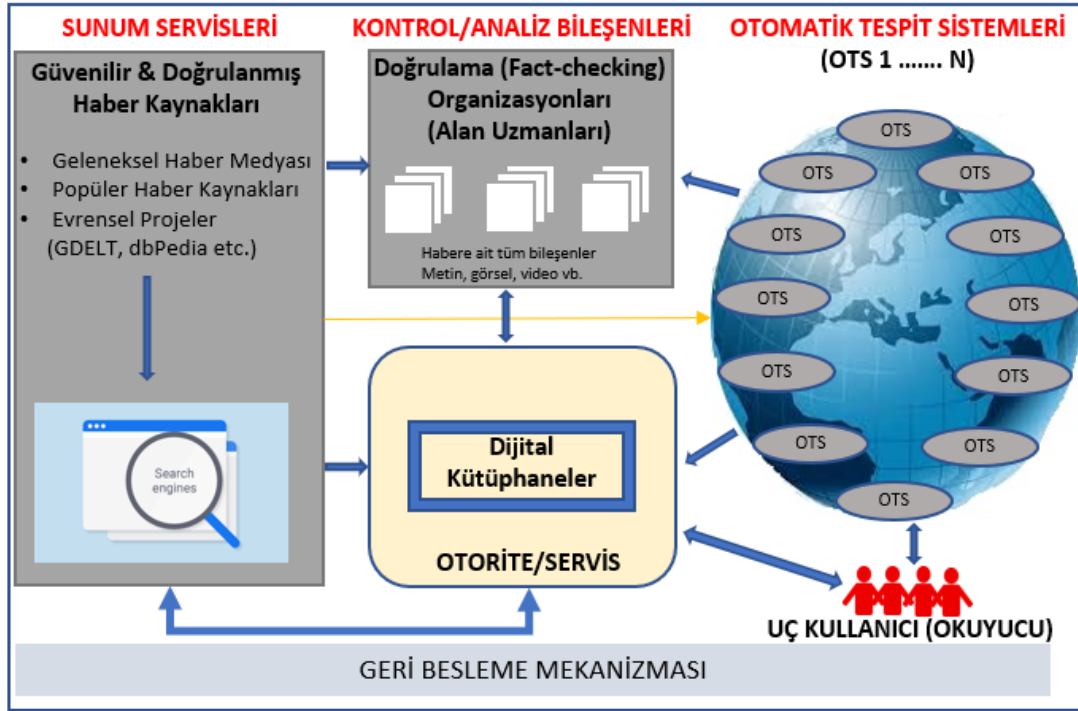 SUNUM SERVİSLERİ
Güvenilir & Doğrulanmış
Haber Kaynakları
• Geleneksel Haber Medyası
• Popüler Haber Kaynakları
• Evrensel Projeler
(GDELT, dbPedia etc.)
Search
engines
KONTROL/ANALİZ BİLEŞENLERİ
Doğrulama (Fact-checking)
Organizasyonları
(Alan Uzmanları)
Habere ait tüm bileşenler
Metin, görsel, video vb.
Dijital
Kütüphaneler
OTORİTE/SERVİS
OTOMATİK TESPİT SİSTEMLERİ
(OTS 1 ....... N)
OTS
OTS
OTS
OTS
OTS
OTS
OTS
OTS
OTS
OTS
OTS
OTS
UÇ KULLANICI (OKUYUCU)
GERİ BESLEME MEKANİZMASI